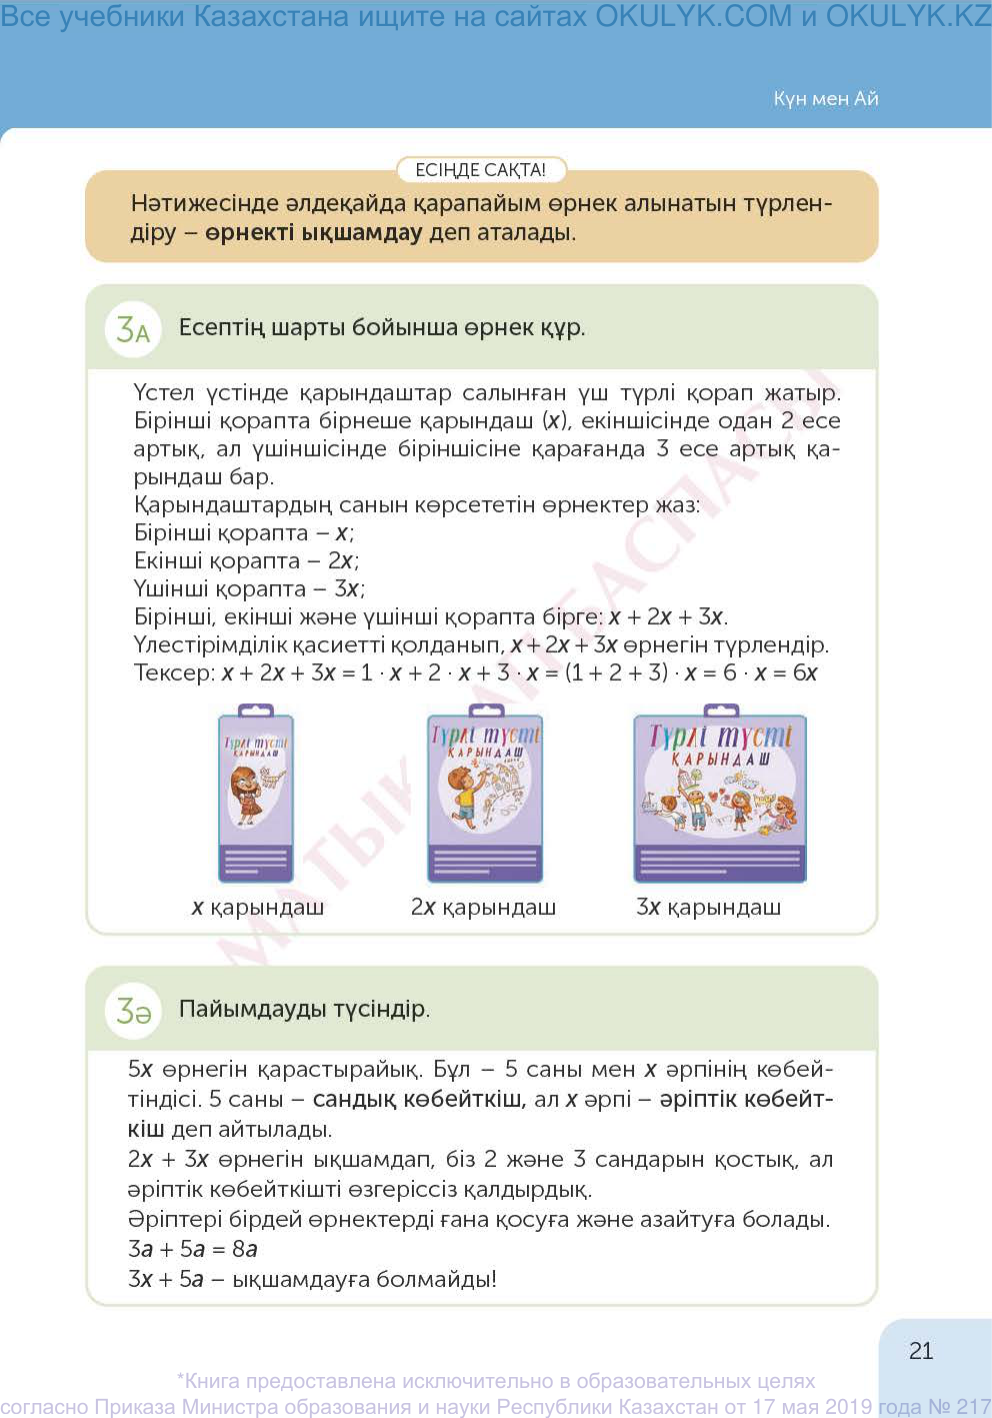 Все учебники Казахстана ищите на сайтах OKULYK.COM и OKULYK.KZ
Күн мен Ай
ЕСІҢДЕ САҚТА!
Нәтижесінде әлдеқайда қарапайым өрнек алынатын түрлен-
діру – өрнекті ықшамдау деп аталады.
3А Есептің шарты бойынша өрнек құр.
Үстел үстінде қарындаштар салынған үш түрлі қорап жатыр.
Бірінші қорапта бірнеше қарындаш (x), екіншісінде одан 2 есе
артық, ал үшіншісінде біріншісіне қарағанда 3 есе артық қа-
рындаш бар.
Қарындаштардың санын көрсететін өрнектер жаз:
Бірінші қорапта – x;
Екінші қорапта – 2x;
Үшінші қорапта – 3x;
Бірінші, екінші және үшінші қорапта бірге: x + 2x + 3x.
Үлестірімділік қасиетті қолданып, x + 2x + 3x өрнегін түрлендір.
Тексер: x + 2x + 3x = 1 · x + 2 · x + 3 · x = (1 + 2 + 3) · x = 6 · x = 6x
Түрлі түсті
ҚАРЫНДАШ
Түрлі түсті
ҚАРЫНДАШ
Түрлі түсті
ҚАРЫНДАШ
x қарындаш
2x қарындаш
3x қарындаш
3ә Пайымдауды түсіндір.
5x өрнегін қарастырайық. Бұл – 5 саны мен x әрпінің көбей-
тіндісі. 5 саны – сандық көбейткіш, ал x әрпі – әріптік көбейт-
кіш деп айтылады.
2x + 3x өрнегін ықшамдап, біз 2 және 3 сандарын қостық, ал
әріптік көбейткішті өзгеріссіз қалдырдық.
Әріптері бірдей өрнектерді ғана қосуға және азайтуға болады.
3a + 5a = 8a
3x + 5a – ықшамдауға болмайды!
21
*Книга предоставлена исключительно в образовательных целях
согласно Приказа Министра образования и науки Республики Казахстан от 17 мая 2019 года № 217